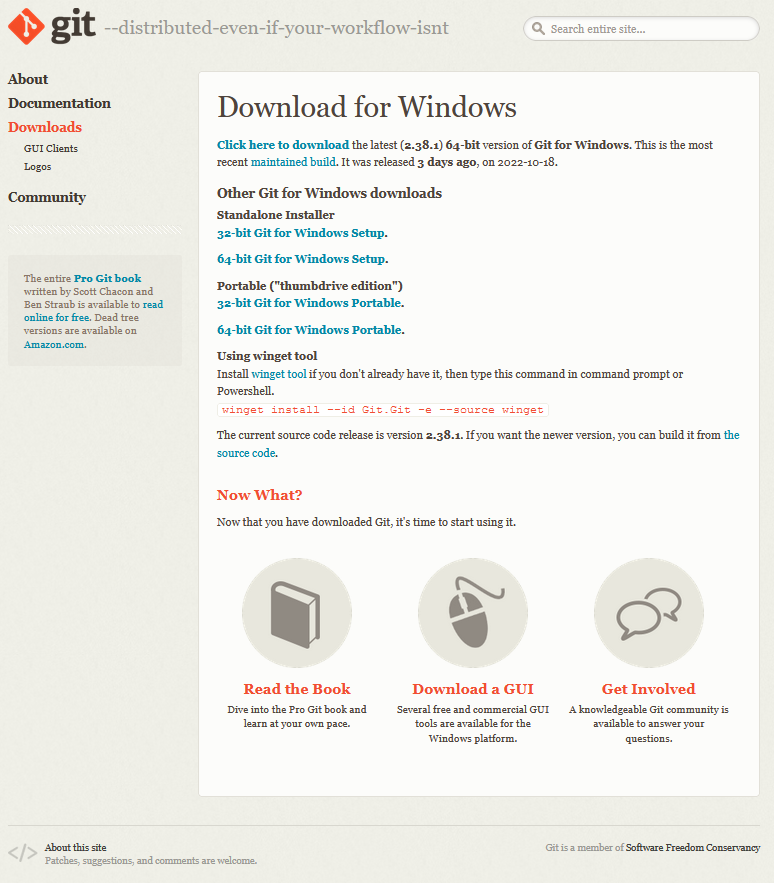 git --distributed-even-if-your-workflow-isnt
Search entire site...
About
Documentation
Downloads
GUI Clients
Logos
Community
The entire Pro Git book
written by Scott Chacon and
Ben Straub is available to read
online for free. Dead tree
versions are available on
Amazon.com.
Download for Windows
Click here to download the latest (2.38.1) 64-bit version of Git for Windows. This is the most
recent maintained build. It was released 3 days ago, on 2022-10-18.
Other Git for Windows downloads
Standalone Installer
32-bit Git for Windows Setup.
64-bit Git for Windows Setup.
Portable ("thumbdrive edition")
32-bit Git for Windows Portable.
64-bit Git for Windows Portable.
Using winget tool
Install winget tool if you don't already have it, then type this command in command prompt or
Powershell.
winget install --id Git.Git -e --source winget
The current source code release is version 2.38.1. If you want the newer version, you can build it from the
source code.
Now What?
Now that you have downloaded Git, it's time to start using it.
Read the Book
Dive into the Pro Git book and
learn at your own pace.
Download a GUI
Several free and commercial GUI
tools are available for the
Windows platform.
Get Involved
A knowledgeable Git community is
available to answer your
questions.
</> About this site
Patches, suggestions, and comments are welcome.
Git is a member of Software Freedom Conservancy